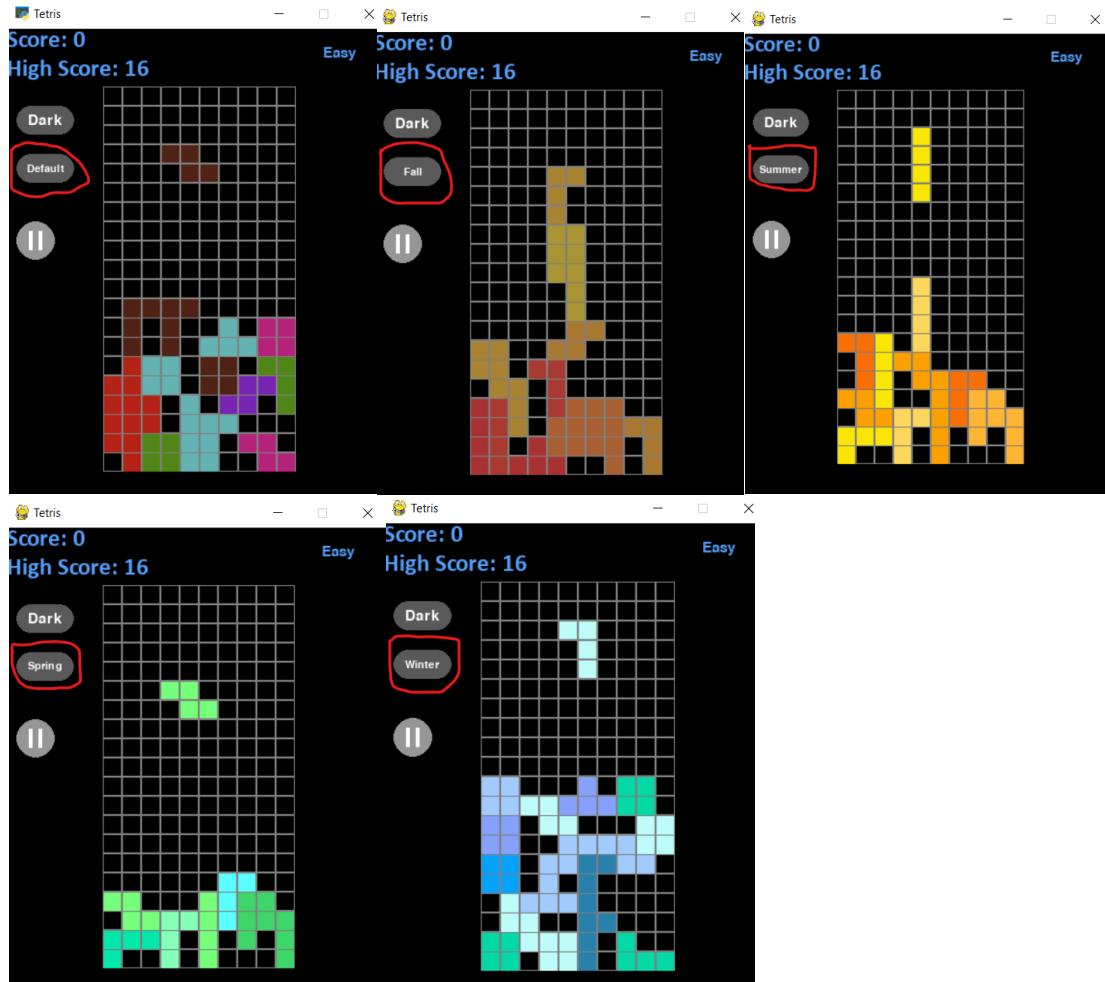 Tetris
Score: 0
Easy
High Score: 16
Dark
Default
Tetris
Score: 0
Easy
High Score: 16
Dark
Fall
Tetris
Score: 0
Easy
High Score: 16
Dark
Summer
Tetris
Score: 0
Easy
High Score: 16
Dark
Spring
Tetris
Score: 0
Easy
High Score: 16
Dark
Winter